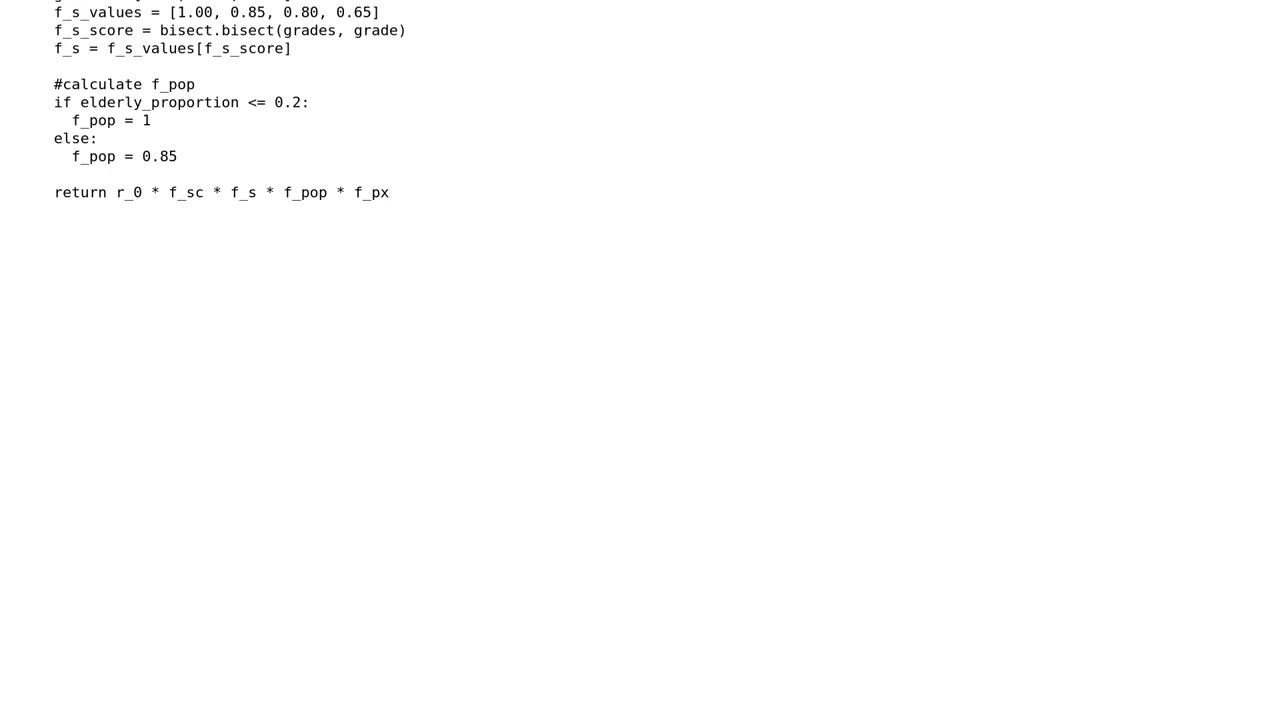 f_s_values = [1.00, 0.85, 0.80, 0.65]
f_s_score = bisect.bisect(grades, grade)
f_s = f_s_values[f_s_score]

#calculate f_pop
if elderly_proportion <= 0.2:
  f_pop = 1
else:
  f_pop = 0.85

return r_0 * f_sc * f_s * f_pop * f_px